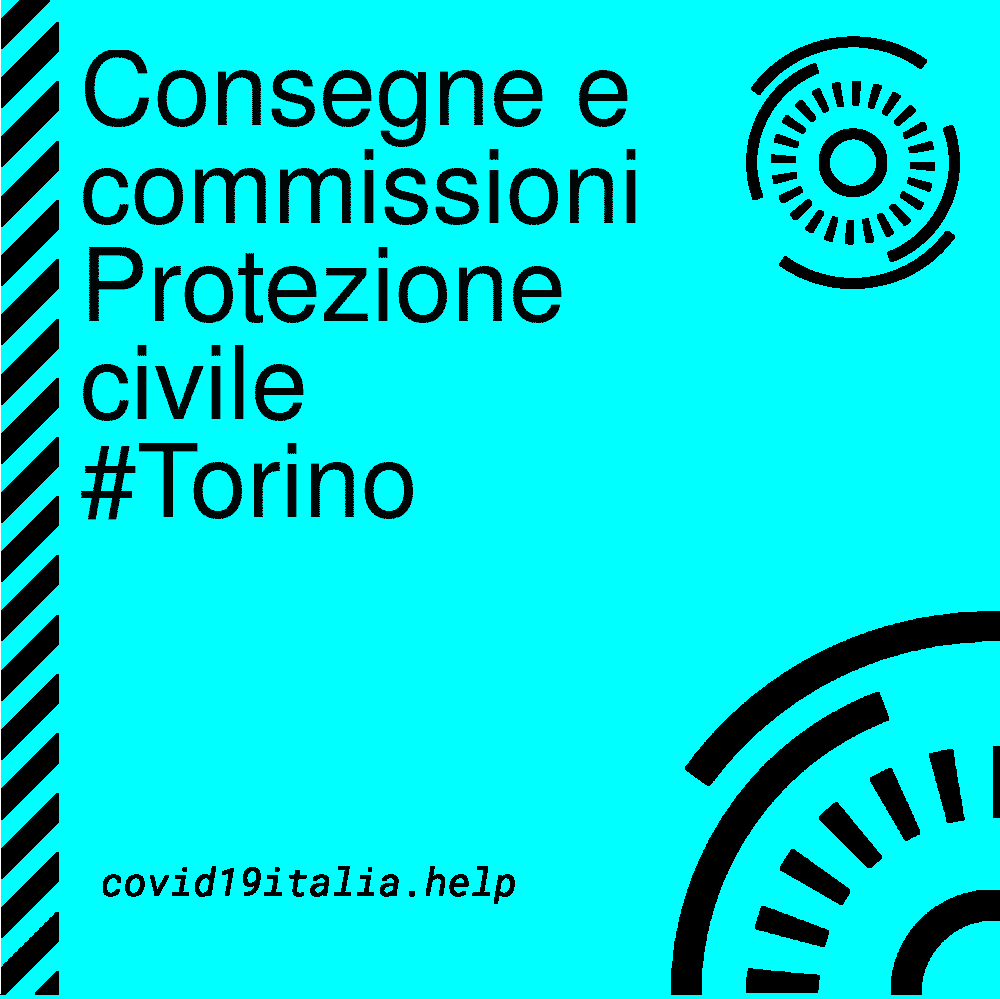 Consegne e
commissioni
Protezione
civile
#Torino
covid19italia.help